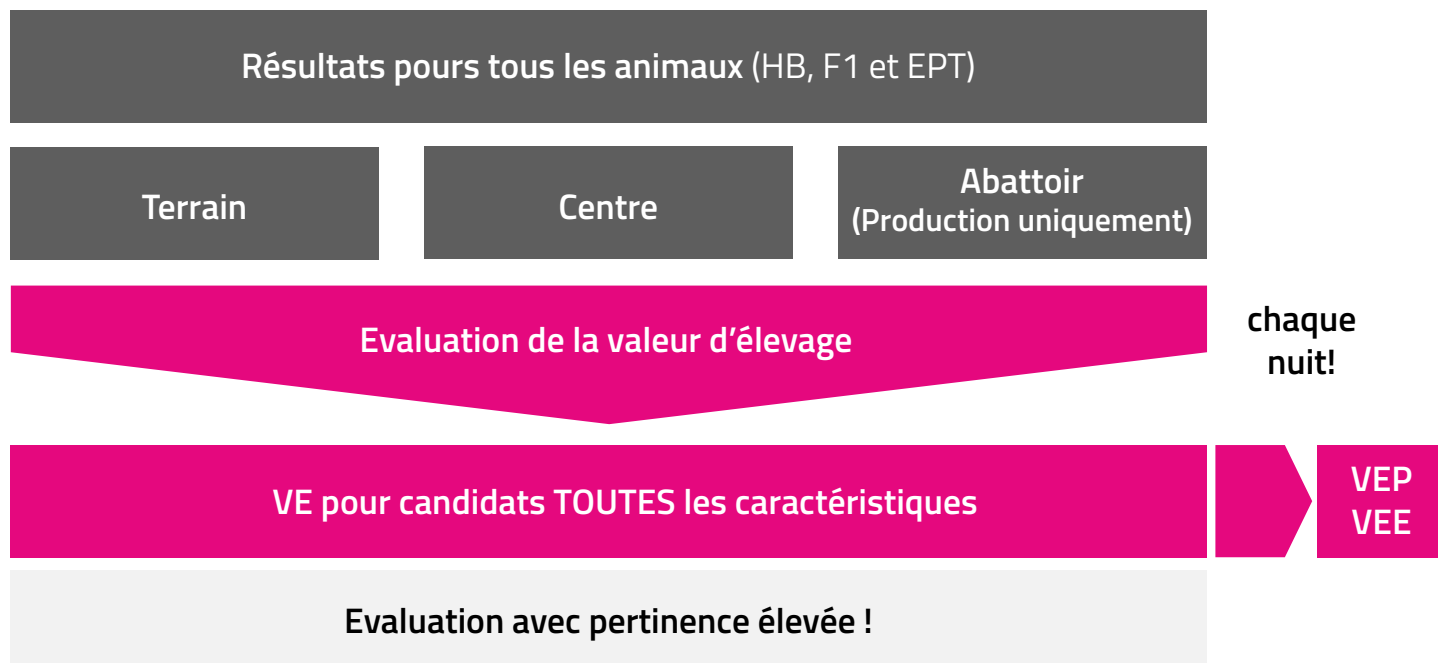 Résultats pours tous les animaux (HB, F1 et EPT)
Terrain
Centre
Abattoir
(Production uniquement)
Evaluation de la valeur d’élevage
chaque
nuit!
VE pour candidats TOUTES les caractéristiques
VEP
VEE
Evaluation avec pertinence élevée !